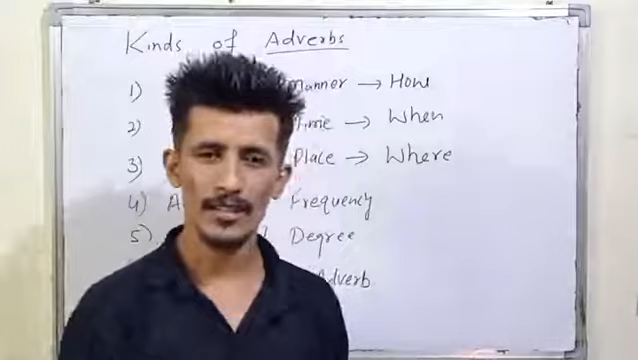 Kinds of Adverbs
1) Manner → How
2) Time → When
3) Place → Where
4) A Frequency
5) Degree
Adverb